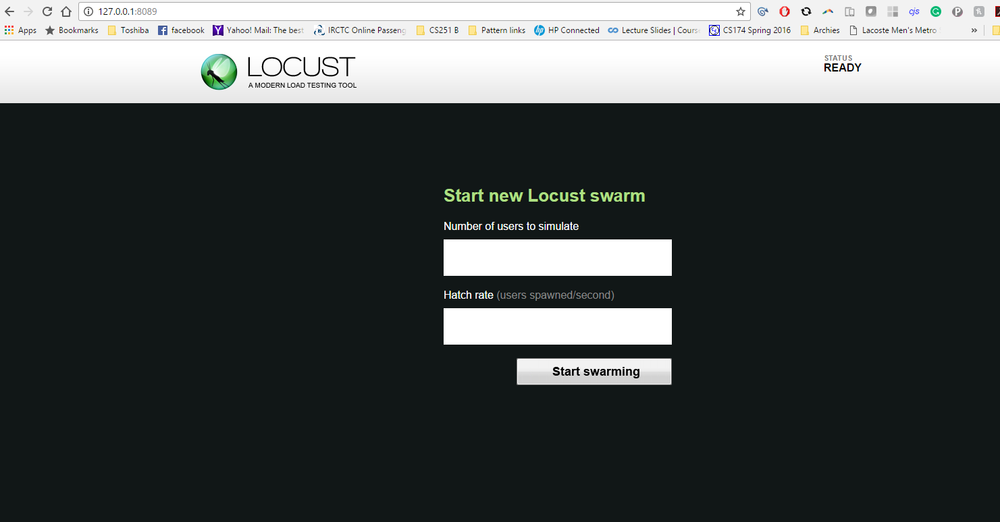 127.0.0.1:8089
Apps Bookmarks Toshiba facebook Yahoo! Mail: The best IRCTC Online Passeng CS251 B Pattern links HP Connected Lecture Slides | Cours CS174 Spring 2016 Archies Lacoste Men's Metro »
LOCUST
A MODERN LOAD TESTING TOOL
STATUS
READY
Start new Locust swarm
Number of users to simulate
Hatch rate (users spawned/second)
Start swarming